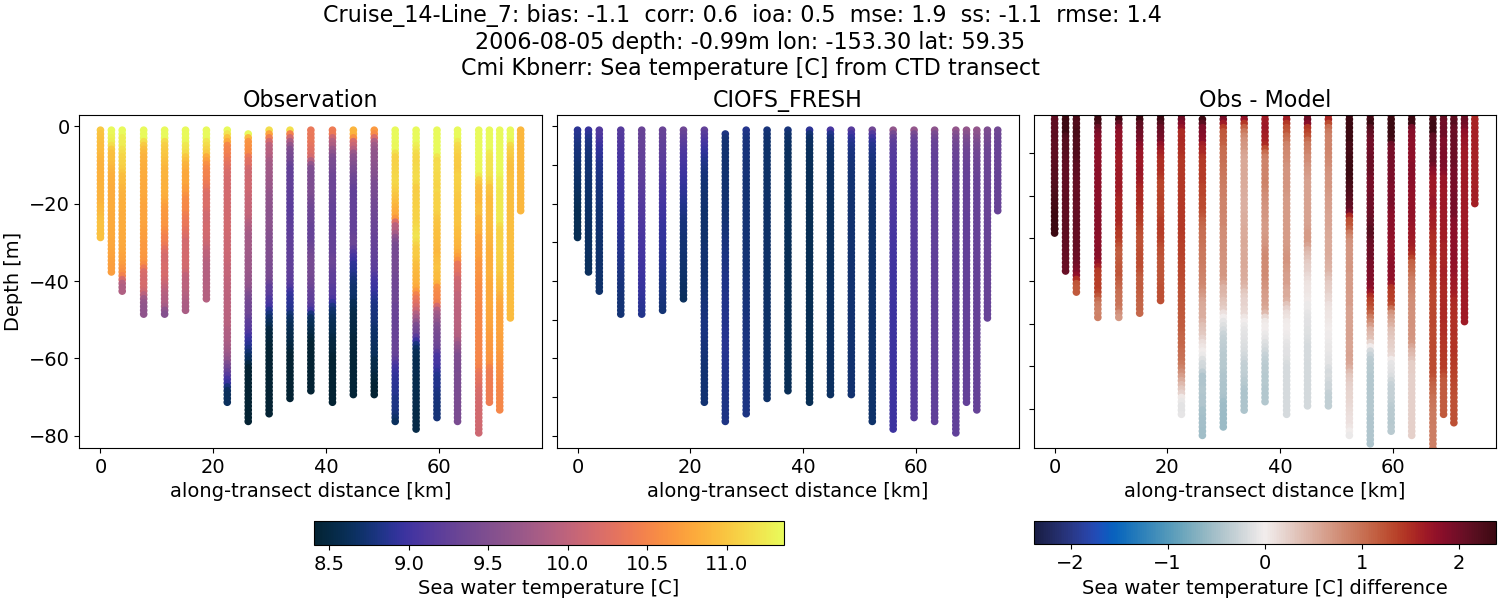 Cruise_14-Line_7: bias: -1.1  corr: 0.6  ioa: 0.5  mse: 1.9  ss: -1.1  rmse: 1.4
2006-08-05 depth: -0.99m lon: -153.30 lat: 59.35
Cmi Kbnerr: Sea temperature [C] from CTD transect
Observation
CIOFS_FRESH
Obs - Model
Depth [m]
0
−20
−40
−60
−80
0 20 40 60
0 20 40 60
0 20 40 60
along-transect distance [km]
along-transect distance [km]
along-transect distance [km]
8.5 9.0 9.5 10.0 10.5 11.0
Sea water temperature [C]
−2 −1 0 1 2
Sea water temperature [C] difference